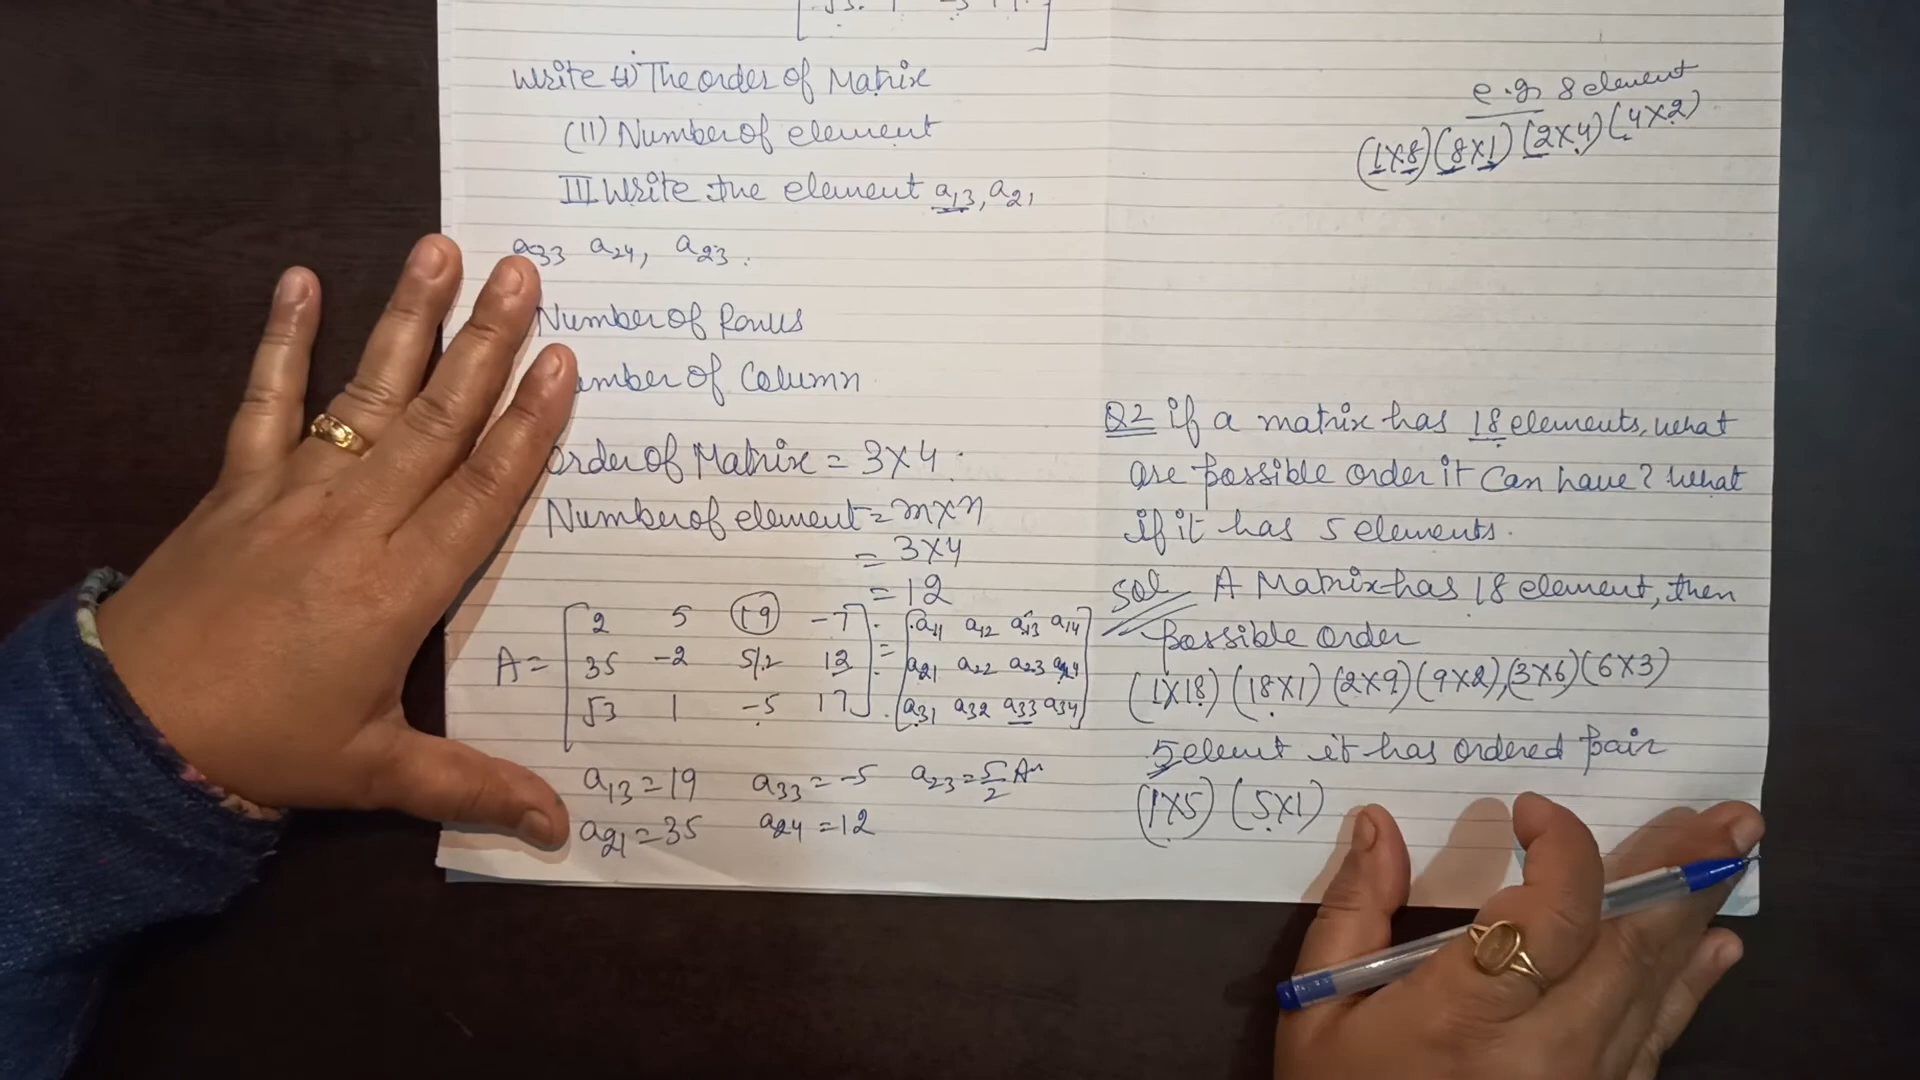 Write (i) The order of Matrix
(II) Number of element
III Write the element a13, a21
a33 a24, a23.
Number of Rows
umber of Column
order of Matrix = 3×4
Number of element = m×n
= 3×4
= 12
A = [2 5 19 -7
35 -2 5/2 12
√3 1 -5 17] = [a11 a12 a13 a14
a21 a22 a23 a24
a31 a32 a33 a34]
a13 = 19 a33 = -5 a23 = 5/2 An
a21 = 35 a24 = 12
e.g. 8 element
(1×8) (8×1) (2×4) (4×2)
Q2 if a matrix has 18 elements, what
are possible order it can have? what
if it has 5 elements.
Sol A Matrix has 18 element, then
possible order
(1×18) (18×1) (2×9) (9×2), (3×6) (6×3)
5 elemt it has ordered pair
(1×5) (5×1)